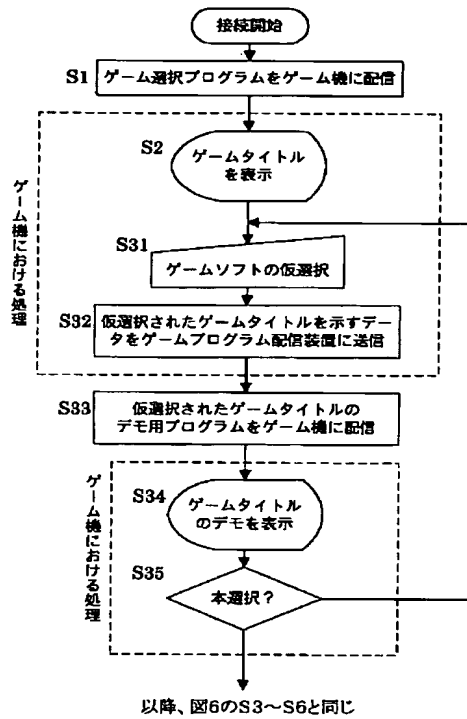 接続開始
S1
ゲーム選択プログラムをゲーム機に配信
ゲーム機における処理
S2
ゲームタイトル
を表示
S31
ゲームソフトの仮選択
S32
仮選択されたゲームタイトルを示すデー
タをゲームプログラム配信装置に送信
S33
仮選択されたゲームタイトルの
デモ用プログラムをゲーム機に配信
ゲーム機における処理
S34
ゲームタイトル
のデモを表示
S35
本選択？
以降、図6のS3～S6と同じ